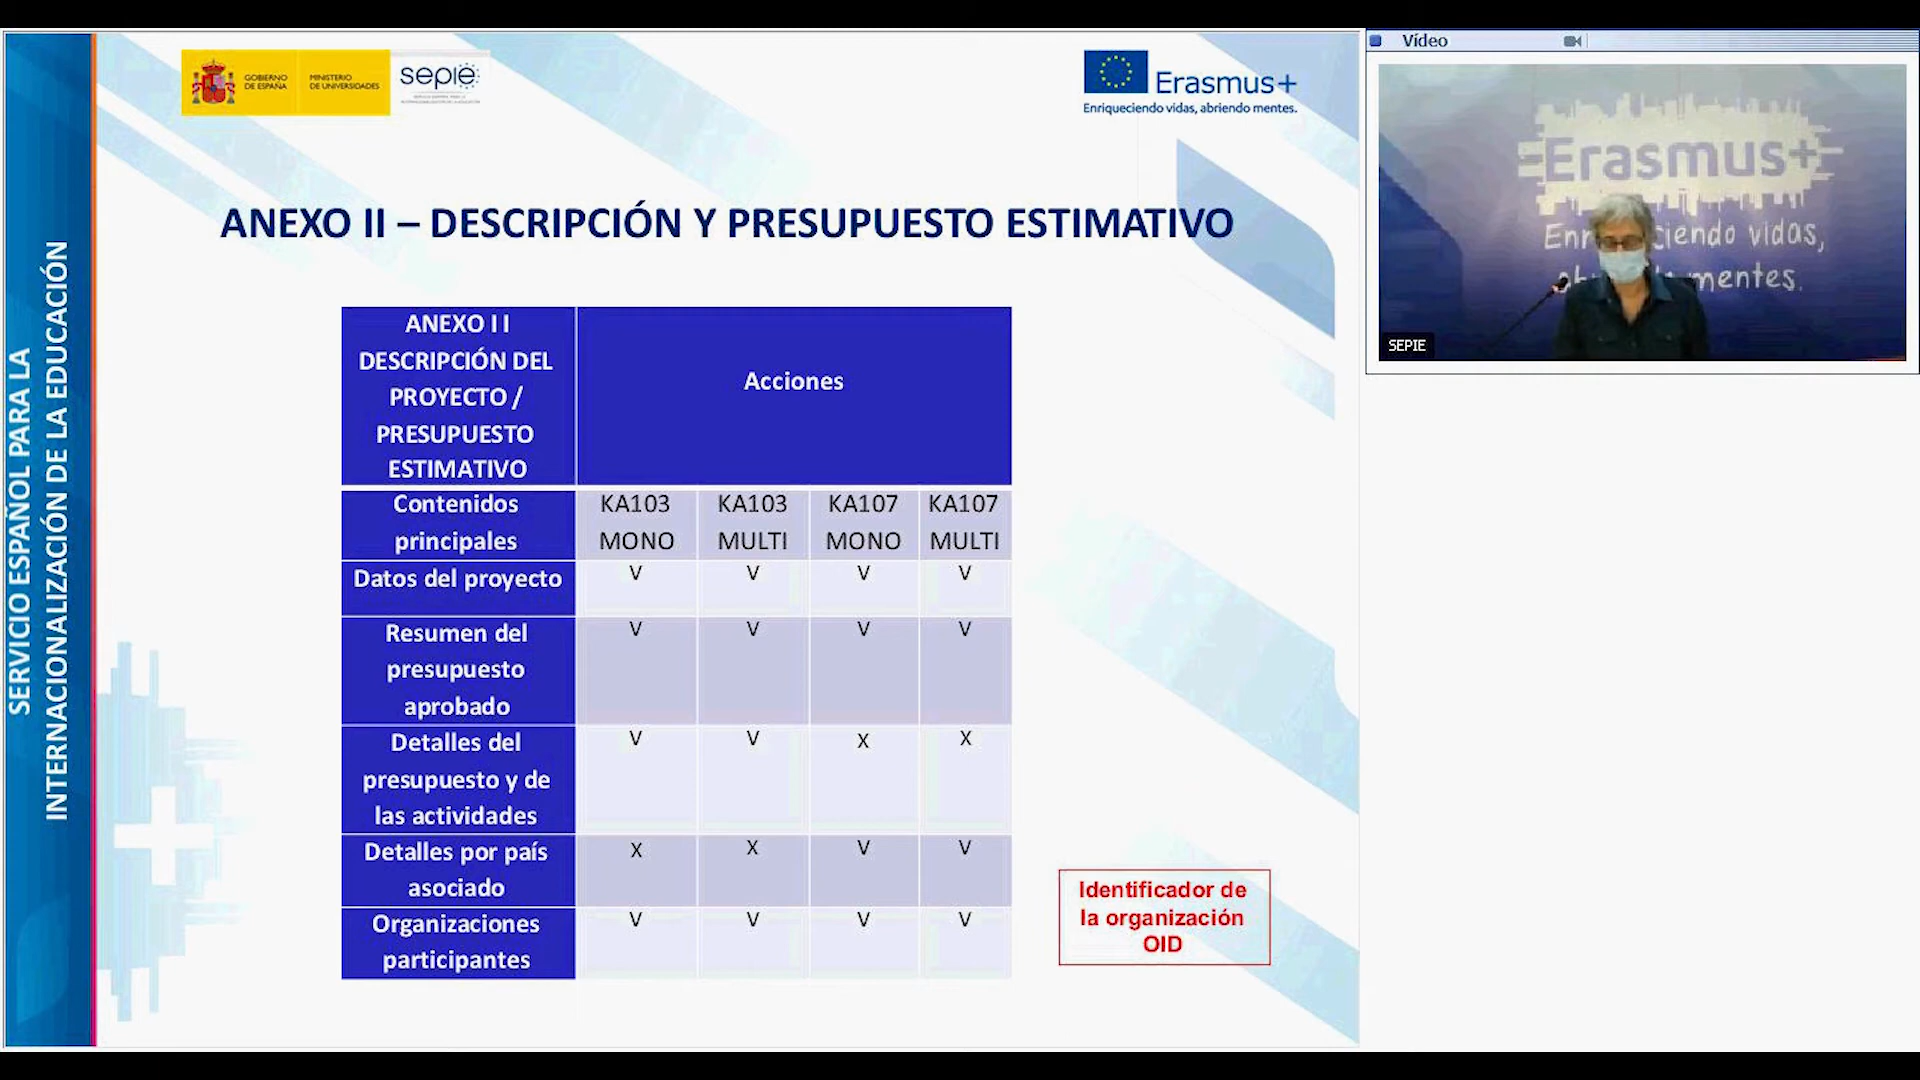 SERVICIO ESPAÑOL PARA LA
INTERNACIONALIZACIÓN DE LA EDUCACIÓN
GOBIERNO
DE ESPAÑA
MINISTERIO
DE UNIVERSIDADES
sepie
Erasmus+
Enriqueciendo vidas, abriendo mentes.
ANEXO II – DESCRIPCIÓN Y PRESUPUESTO ESTIMATIVO
ANEXO I I
DESCRIPCIÓN DEL
PROYECTO /
PRESUPUESTO
ESTIMATIVO
Acciones
Contenidos
principales
KA103
MONO
KA103
MULTI
KA107
MONO
KA107
MULTI
Datos del proyecto
V V V V
Resumen del
presupuesto
aprobado
V V V V
Detalles del
presupuesto y de
las actividades
V V X X
Detalles por país
asociado
X X V V
Organizaciones
participantes
V V V V
Identificador de
la organización
OID
Vídeo
Erasmus+
vidas,
mentes.
SEPIE